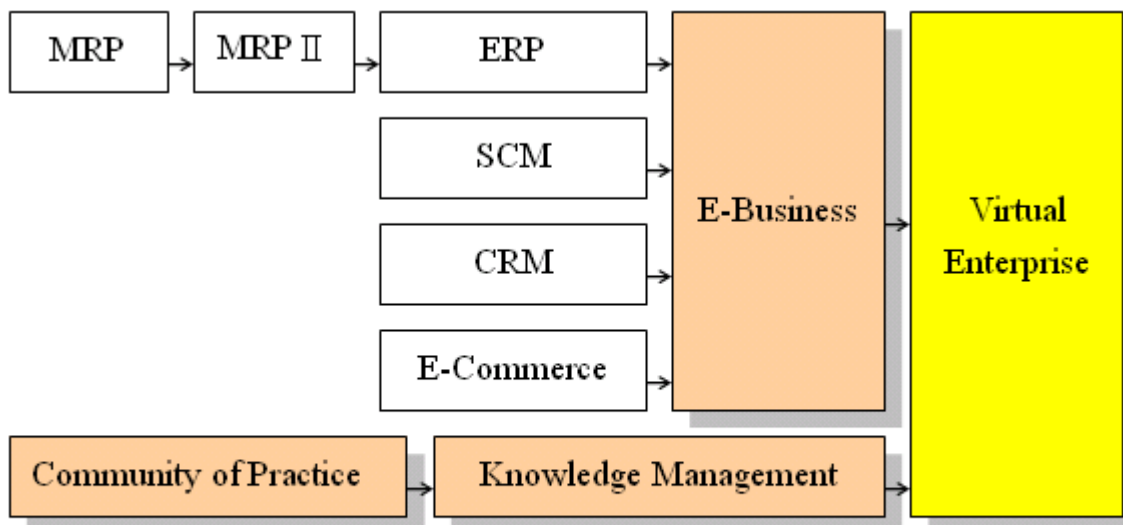 MRP
MRP Ⅱ
ERP
SCM
CRM
E-Commerce
E-Business
Virtual
Enterprise
Community of Practice
Knowledge Management